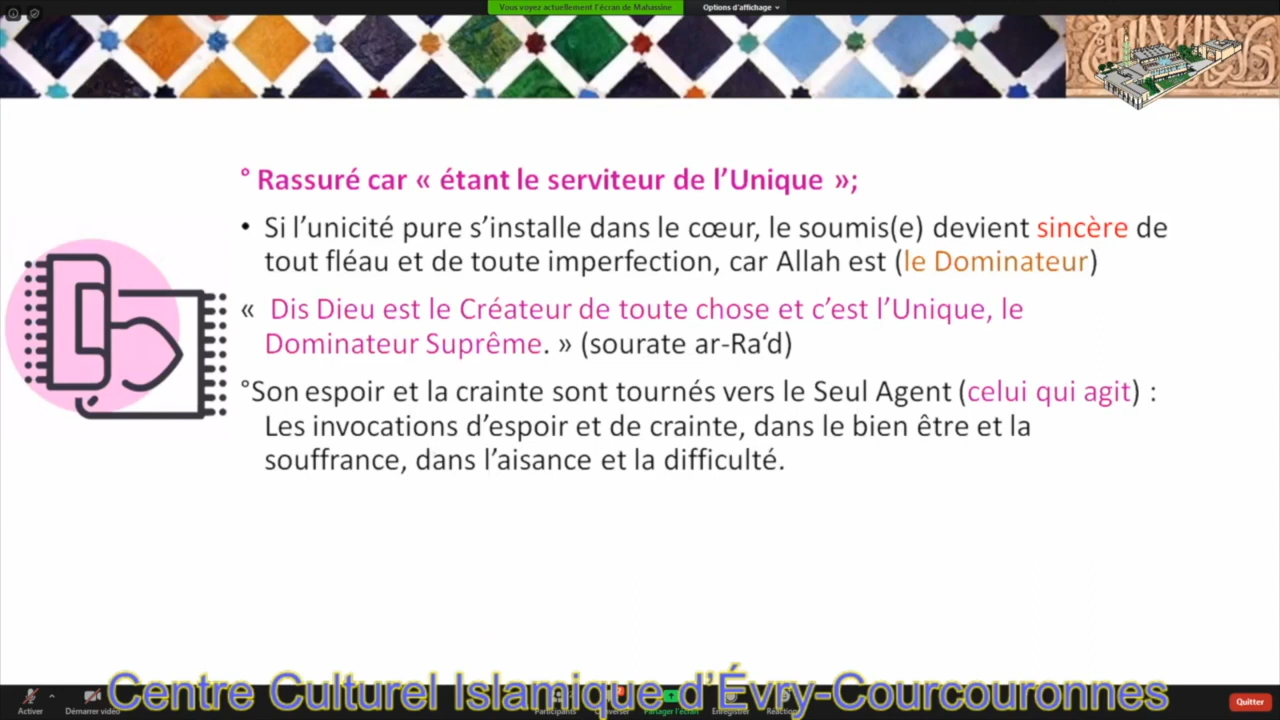 Vous voyez actuellement l'écran de Mahassine
Options d'affichage
° Rassuré car « étant le serviteur de l’Unique »;
• Si l’unicité pure s’installe dans le cœur, le soumis(e) devient sincère de
tout fléau et de toute imperfection, car Allah est (le Dominateur)
« Dis Dieu est le Créateur de toute chose et c’est l’Unique, le
Dominateur Suprême. » (sourate ar-Ra‘d)
°Son espoir et la crainte sont tournés vers le Seul Agent (celui qui agit) :
Les invocations d’espoir et de crainte, dans le bien être et la
souffrance, dans l’aisance et la difficulté.
Centre Culturel Islamique d’Évry-Courcouronnes
Activer
Démarrer vidéo
Participants
Converser
Partager l'écran
Enregistrer
Réactions
Quitter